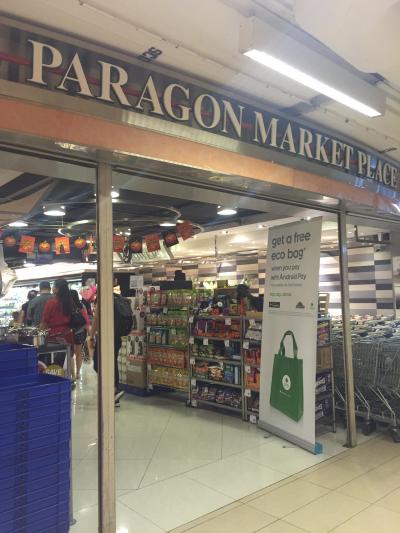 PARAGON MARKET PLACE
get a free
eco bag*
when you pay
with Android Pay